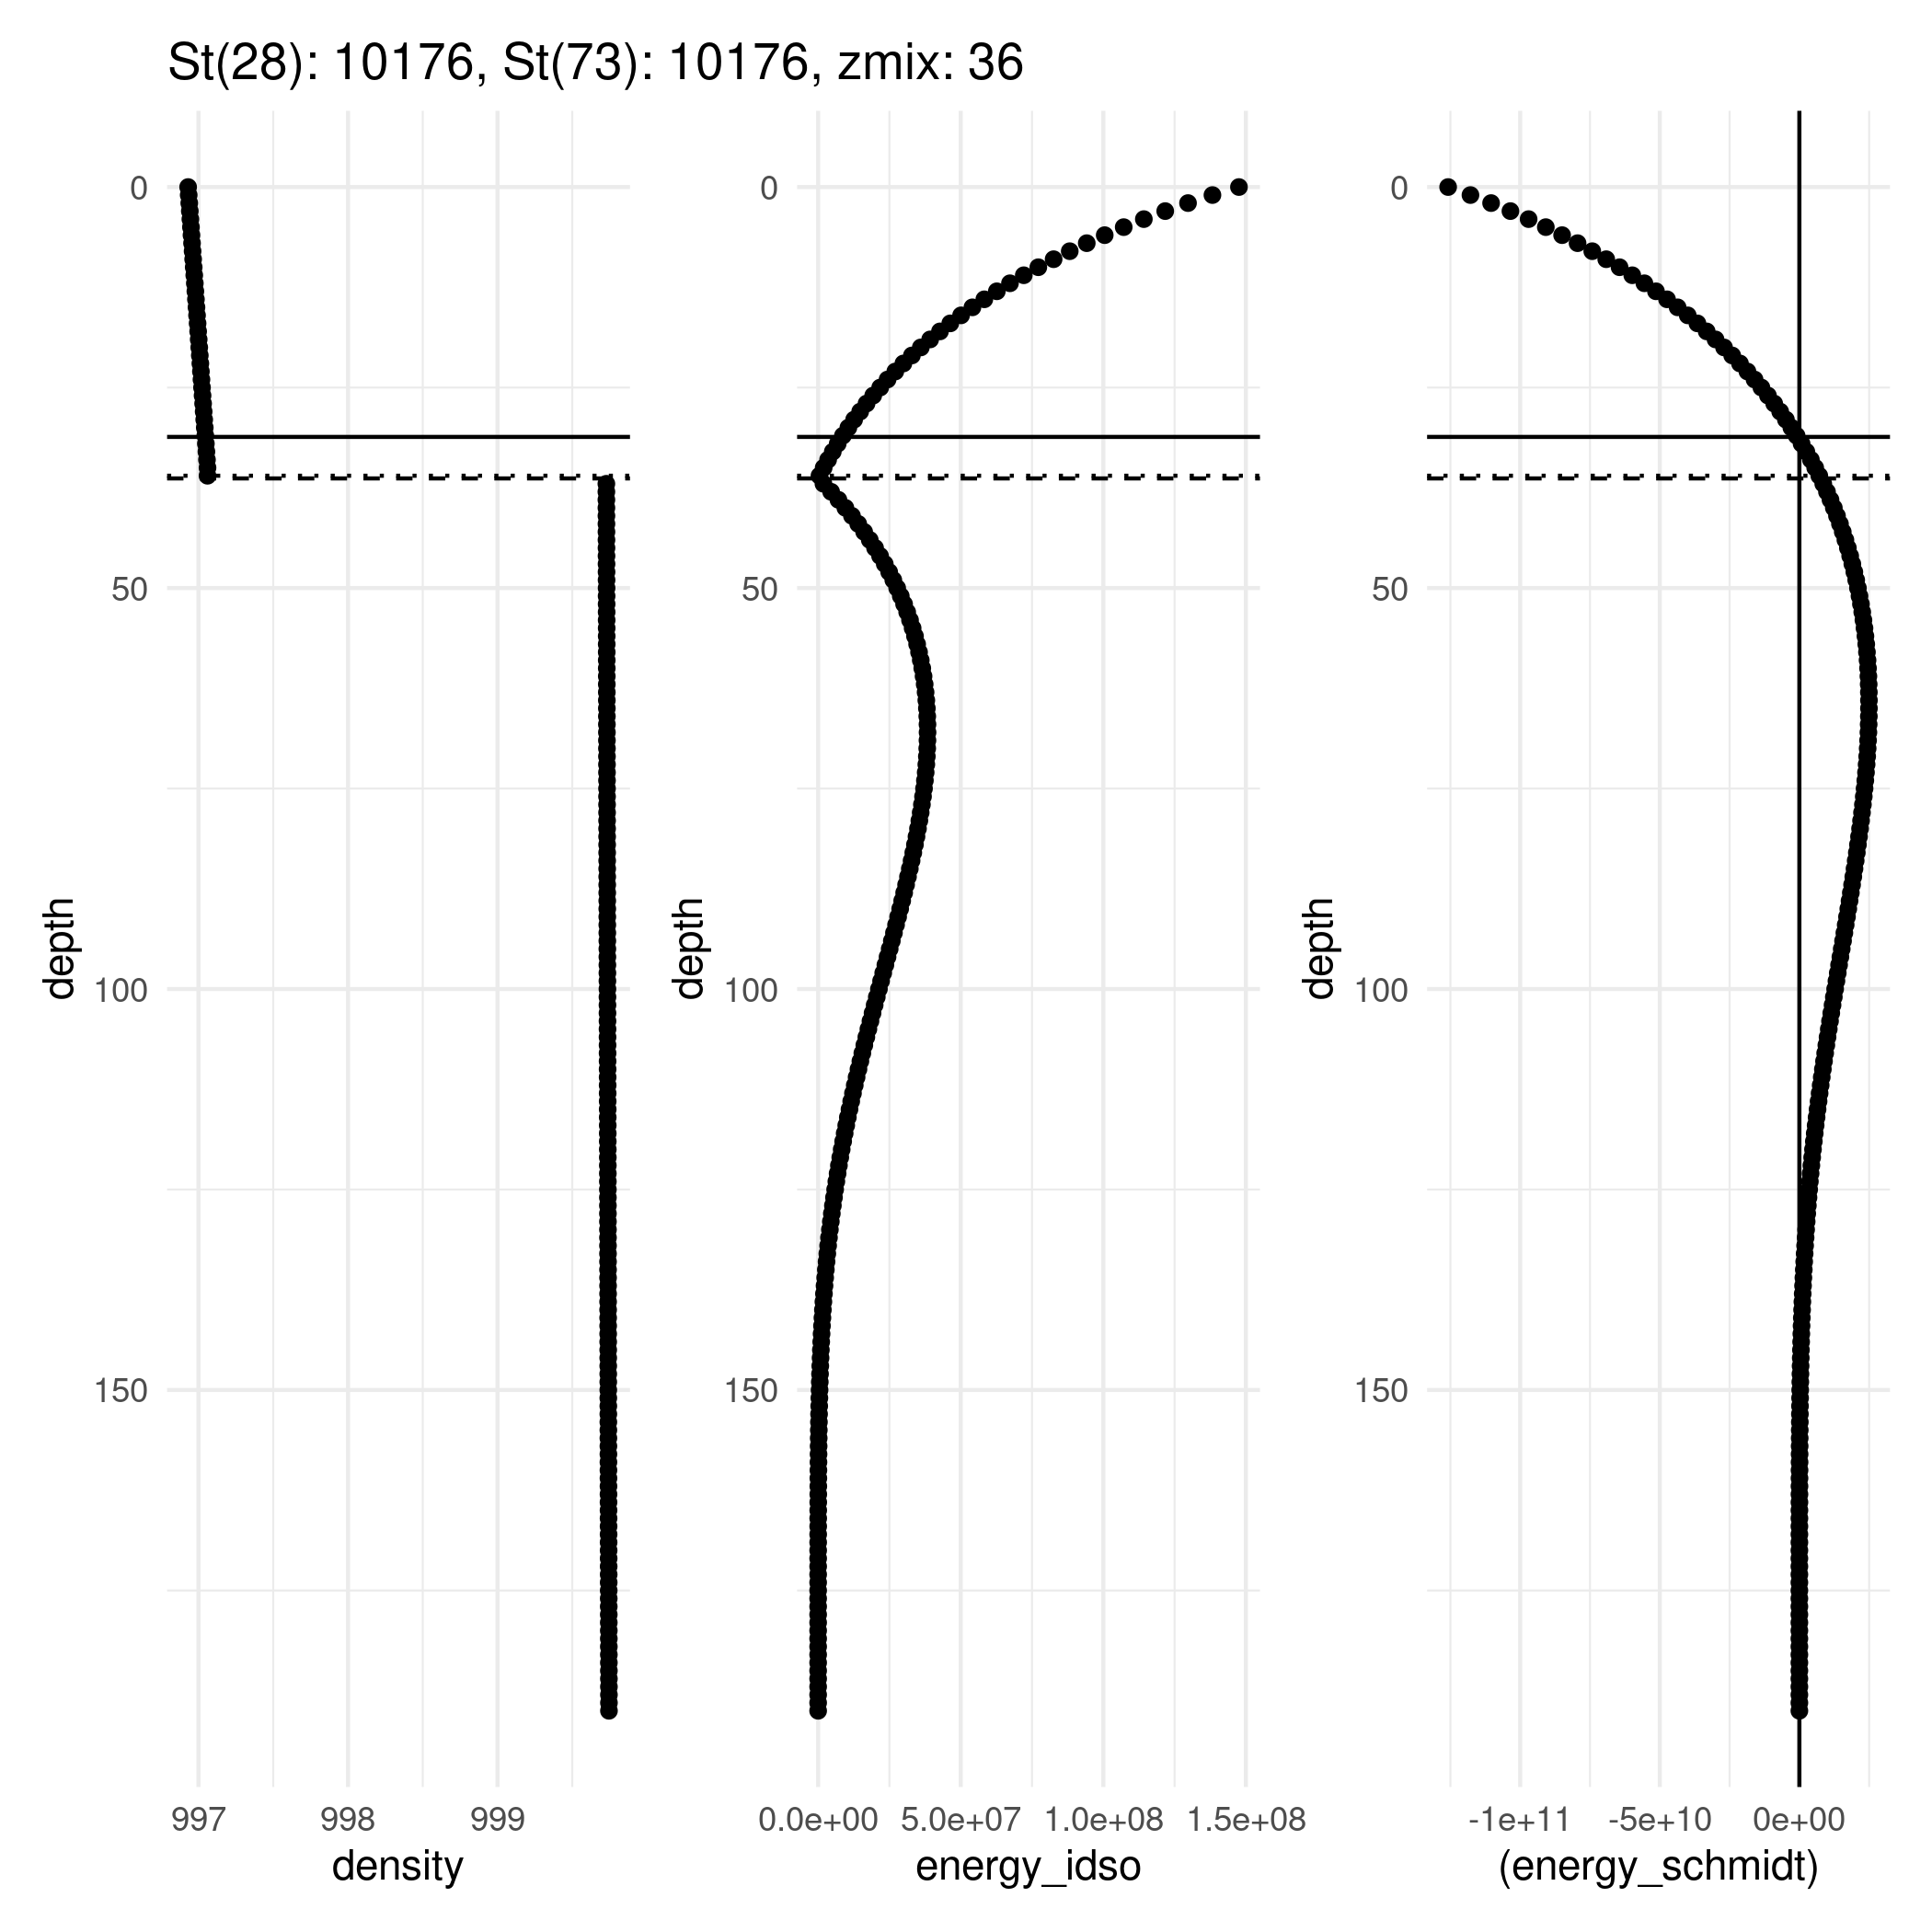 St(28): 10176, St(73): 10176, zmix: 36
0
50
100
150
depth
997 998 999
density
0
50
100
150
depth
0.0e+00 5.0e+07 1.0e+08 1.5e+08
energy_idso
0
50
100
150
depth
-1e+11 -5e+10 0e+00
(energy_schmidt)